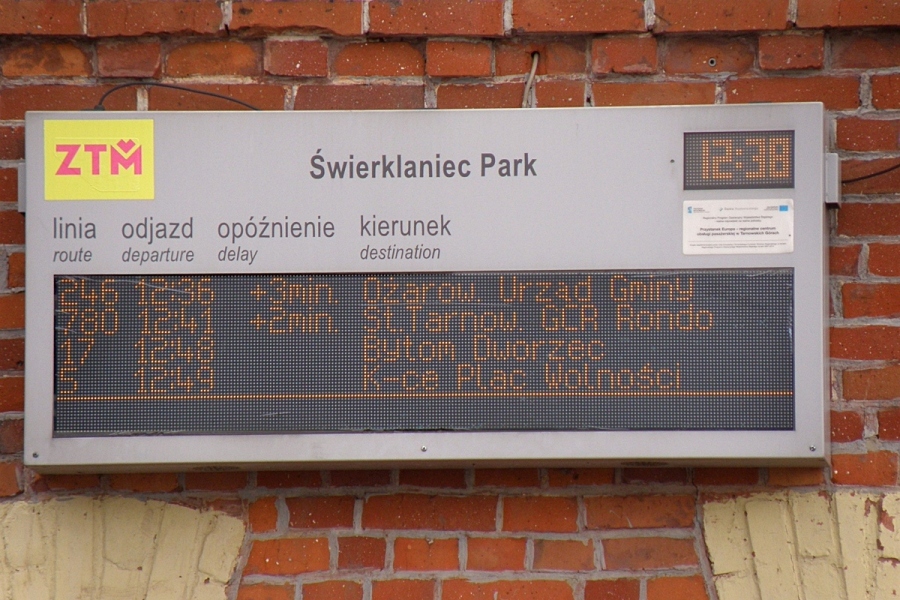 ZTM
Świerklaniec Park
12:38
linia odjazd opóźnienie kierunek
route departure delay destination
246 12:36 +3min. Ożarow. Urząd Gminy
780 12:41 +2min. St.Tarnow. GCR Rondo
17 12:48 Bytom Dworzec
5 12:49 K-ce Plac Wolności